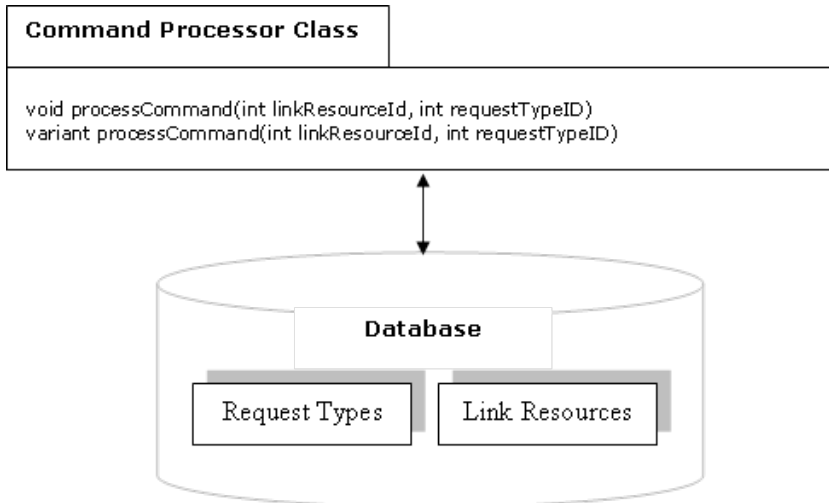 Command Processor Class
void processCommand(int linkResourceId, int requestTypeID)
variant processCommand(int linkResourceId, int requestTypeID)
Database
Request Types
Link Resources